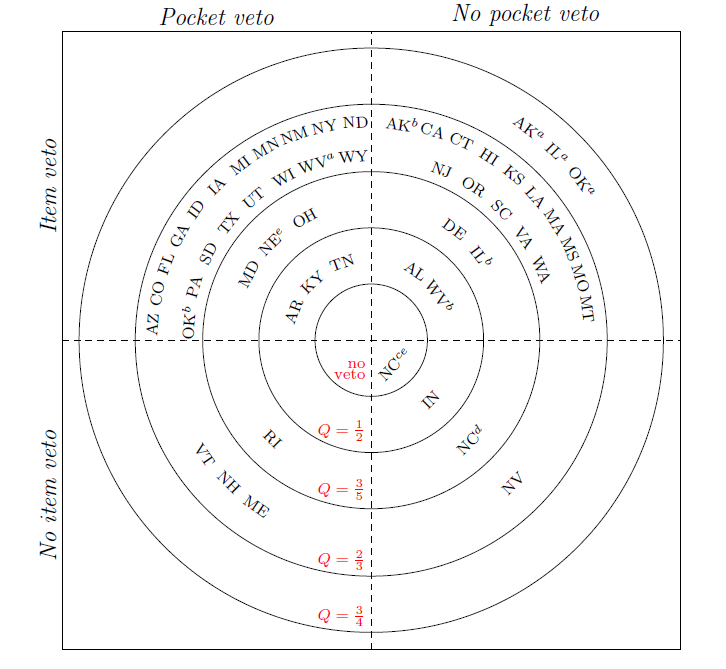 Pocket veto
No pocket veto
Item veto
No item veto
AK^a IL^a OK^a
AZ CO FL GA ID IA MI MN NM NY ND
OK^b PA SD TX UT WI WV^a WY
AK^b CA CT HI KS LA MA MS MO MT
NJ OR SC VA WA
MD NE^e OH
DE IL^b
AR KY TN
AL WV^b
no
veto
NC^ce
Q = 1/2
IN
RI
Q = 3/5
NC^d
VT NH ME
Q = 2/3
NV
Q = 3/4